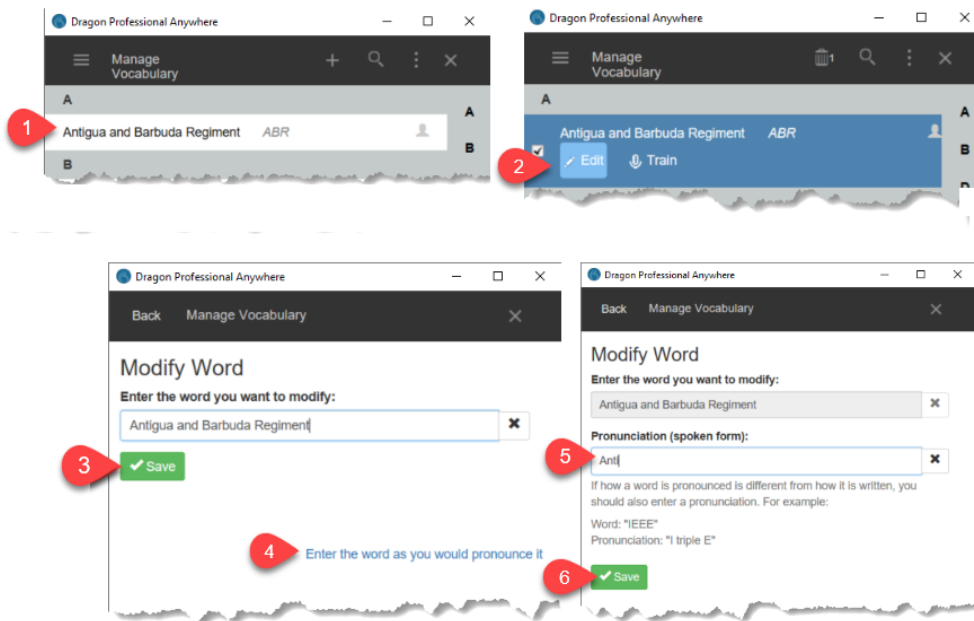 Dragon Professional Anywhere
Manage
Vocabulary
A
1
Antigua and Barbuda Regiment ABR
A
B
B
Dragon Professional Anywhere
Manage
Vocabulary
1
A
A
Antigua and Barbuda Regiment ABR
B
2
Edit Train
Dragon Professional Anywhere
Back Manage Vocabulary
Modify Word
Enter the word you want to modify:
Antigua and Barbuda Regiment
3
Save
4
Enter the word as you would pronounce it
Dragon Professional Anywhere
Back Manage Vocabulary
Modify Word
Enter the word you want to modify:
Antigua and Barbuda Regiment
Pronunciation (spoken form):
5
Anti
If how a word is pronounced is different from how it is written, you
should also enter a pronunciation. For example:
Word: "IEEE"
Pronunciation: "I triple E"
6
Save